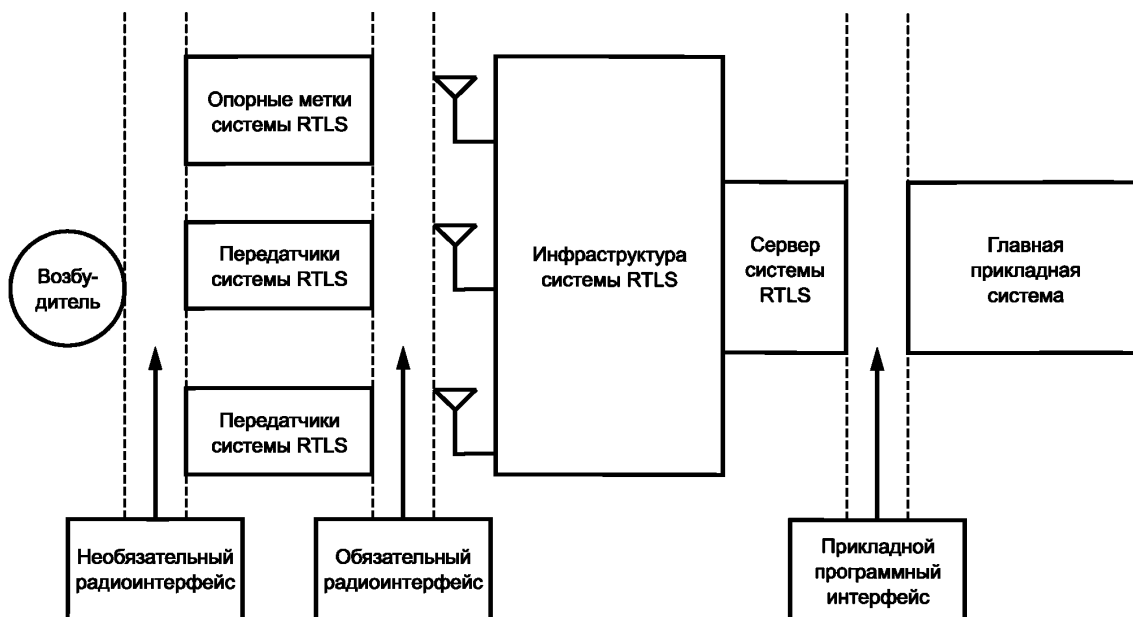 Опорные метки
системы RTLS
Возбу-
дитель
Передатчики
системы RTLS
Передатчики
системы RTLS
Инфраструктура
системы RTLS
Сервер
системы
RTLS
Главная
прикладная
система
Необязательный
радиоинтерфейс
Обязательный
радиоинтерфейс
Прикладной
программный
интерфейс